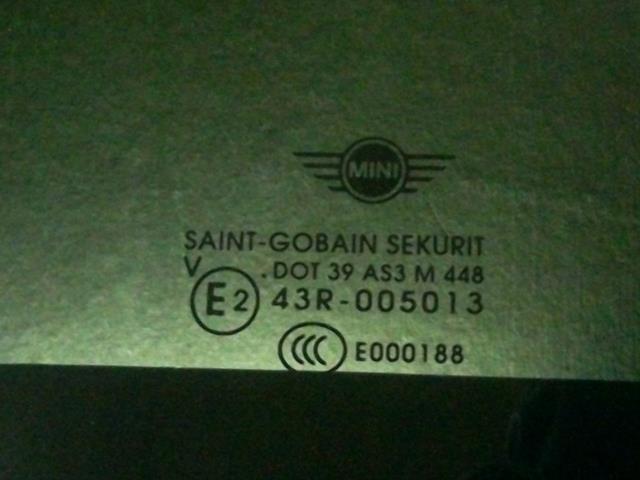 MINI
SAINT-GOBAIN SEKURIT
V .DOT 39 AS3 M 448
E2 43R-005013
CCC E000188